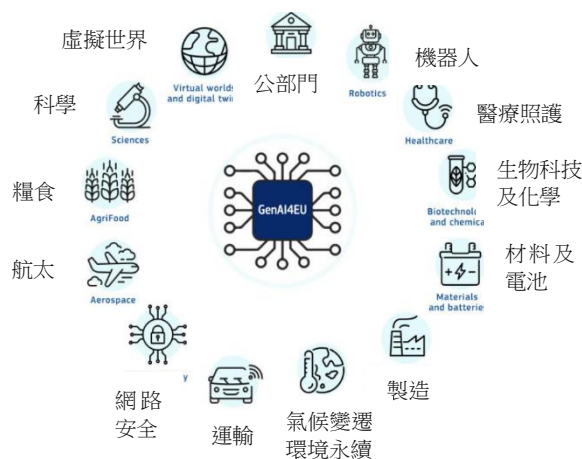 虛擬世界
Virtual worlds
and digital twin
公部門
機器人
Robotics
科學
Sciences
醫療照護
Healthcare
糧食
AgriFood
GenAI4EU
生物科技
及化學
Biotechnolo
and chemica
航太
Aerospace
材料及
電池
Materials
and batterie
網路
安全
y
運輸
氣候變遷
環境永續
製造